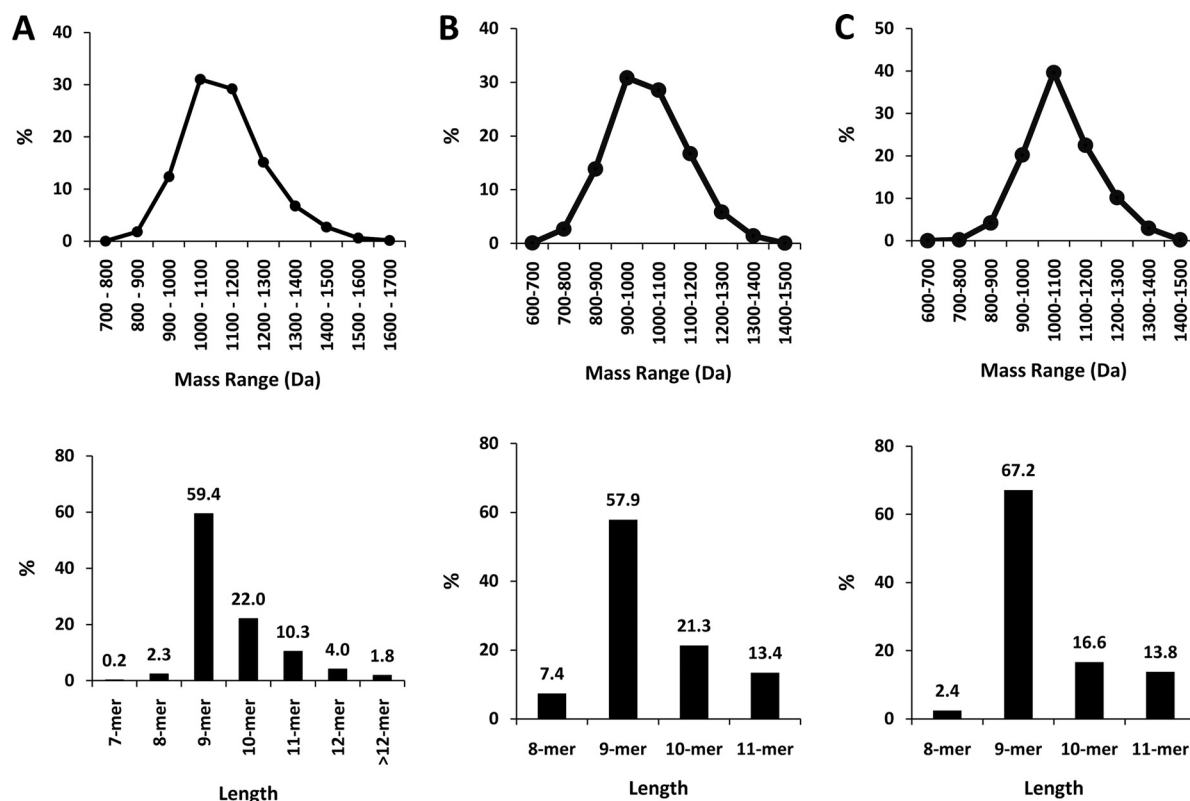 A
40
30
20
10
0
%
700 - 800
800 - 900
900 - 1000
1000 - 1100
1100 - 1200
1200 - 1300
1300 - 1400
1400 - 1500
1500 - 1600
1600 - 1700
Mass Range (Da)
B
40
30
20
10
0
%
600-700
700-800
800-900
900-1000
1000-1100
1100-1200
1200-1300
1300-1400
1400-1500
Mass Range (Da)
C
50
40
30
20
10
0
%
600-700
700-800
800-900
900-1000
1000-1100
1100-1200
1200-1300
1300-1400
1400-1500
Mass Range (Da)
80
60
40
20
0
%
0.2
2.3
59.4
22.0
10.3
4.0
1.8
7-mer
8-mer
9-mer
10-mer
11-mer
12-mer
>12-mer
Length
80
60
40
20
0
%
7.4
57.9
21.3
13.4
8-mer 9-mer 10-mer 11-mer
Length
80
60
40
20
0
%
2.4
67.2
16.6
13.8
8-mer 9-mer 10-mer 11-mer
Length